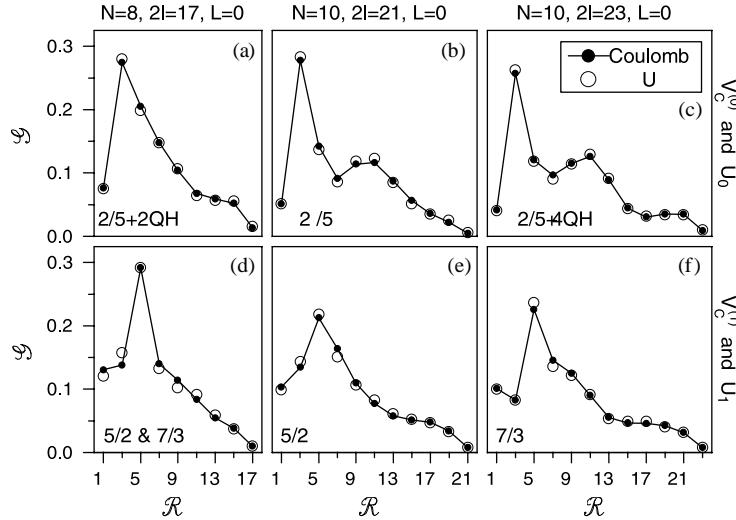 N=8, 2l=17, L=0
N=10, 2l=21, L=0
N=10, 2l=23, L=0
(a)
(b)
(c)
Coulomb
U
0.3
0.2
0.1
0.0
𝒢
2/5+2QH
2/5
2/5+4QH
V_C^(0) and U_0
(d)
(e)
(f)
0.3
0.2
0.1
0.0
𝒢
5/2 & 7/3
5/2
7/3
V_C^(1) and U_1
1 5 9 13 17
1 5 9 13 17 21
1 5 9 13 17 21
ℛ
ℛ
ℛ